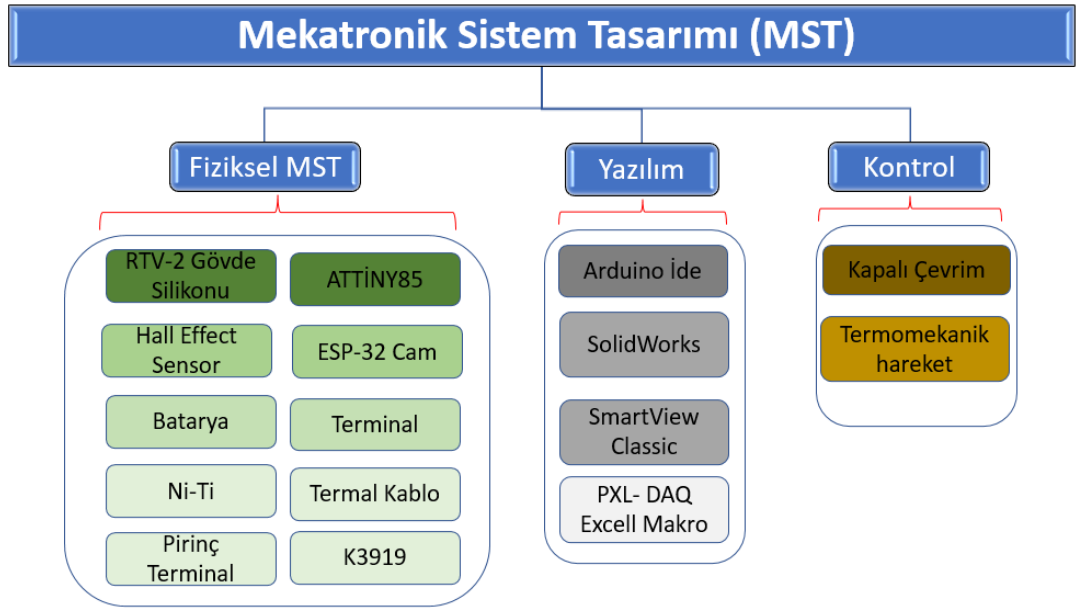 Mekatronik Sistem Tasarımı (MST)
Fiziksel MST
RTV-2 Gövde
Silikonu
ATTİNY85
Hall Effect
Sensor
ESP-32 Cam
Batarya
Terminal
Ni-Ti
Termal Kablo
Pirinç
Terminal
K3919
Yazılım
Arduino İde
SolidWorks
SmartView
Classic
PXL- DAQ
Excell Makro
Kontrol
Kapalı Çevrim
Termomekanik
hareket